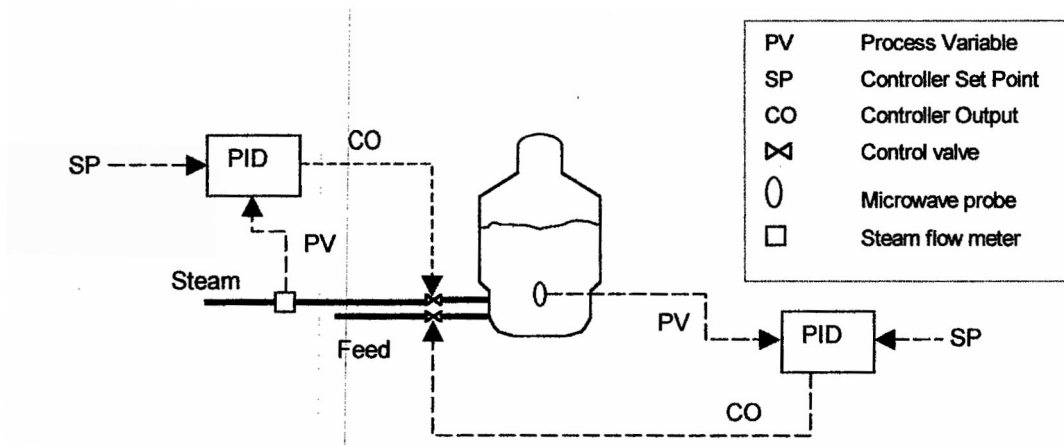 PV Process Variable
SP Controller Set Point
CO Controller Output
Control valve
Microwave probe
Steam flow meter
CO
SP
PID
PV
Steam
Feed
PV
PID
SP
CO